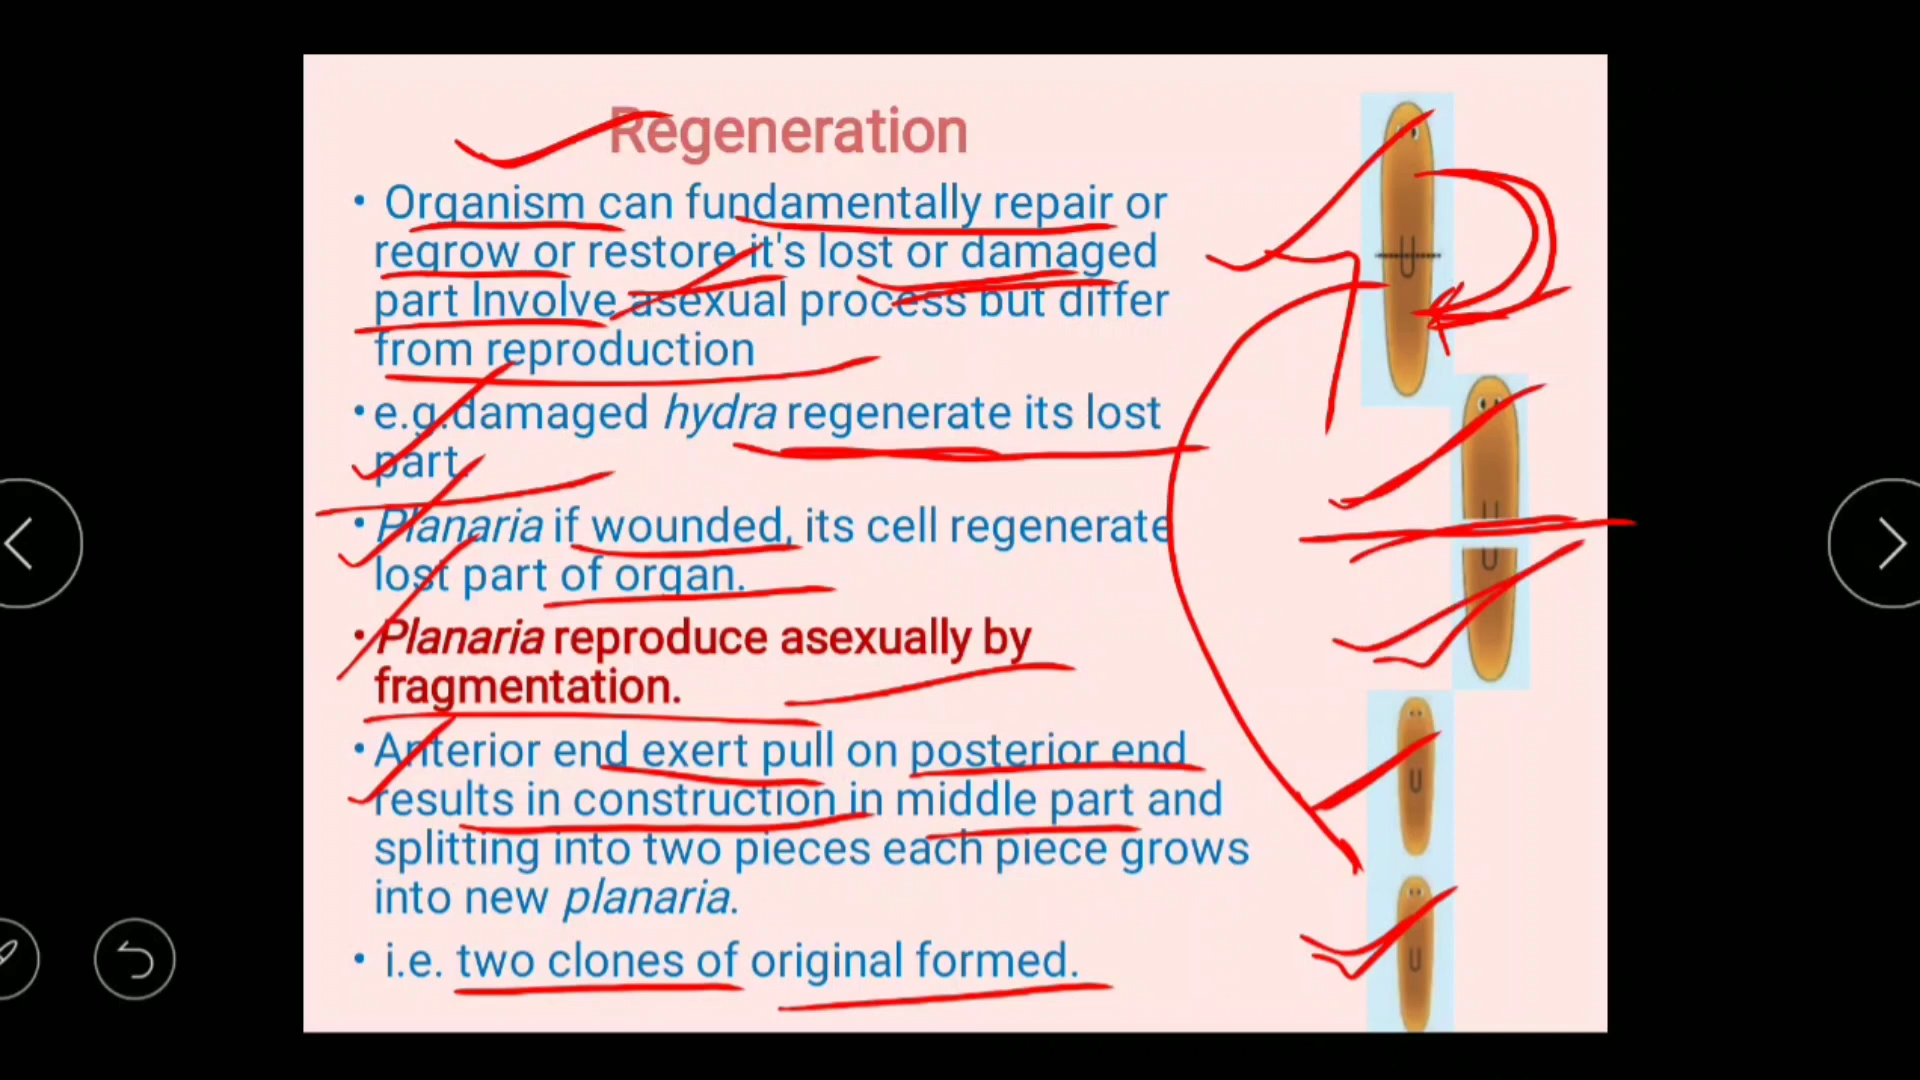 Regeneration
• Organism can fundamentally repair or
regrow or restore it's lost or damaged
part Involve asexual process but differ
from reproduction
• e.g.damaged hydra regenerate its lost
part.
• Planaria if wounded, its cell regenerate
lost part of organ.
• Planaria reproduce asexually by
fragmentation.
• Anterior end exert pull on posterior end
results in construction in middle part and
splitting into two pieces each piece grows
into new planaria.
• i.e. two clones of original formed.